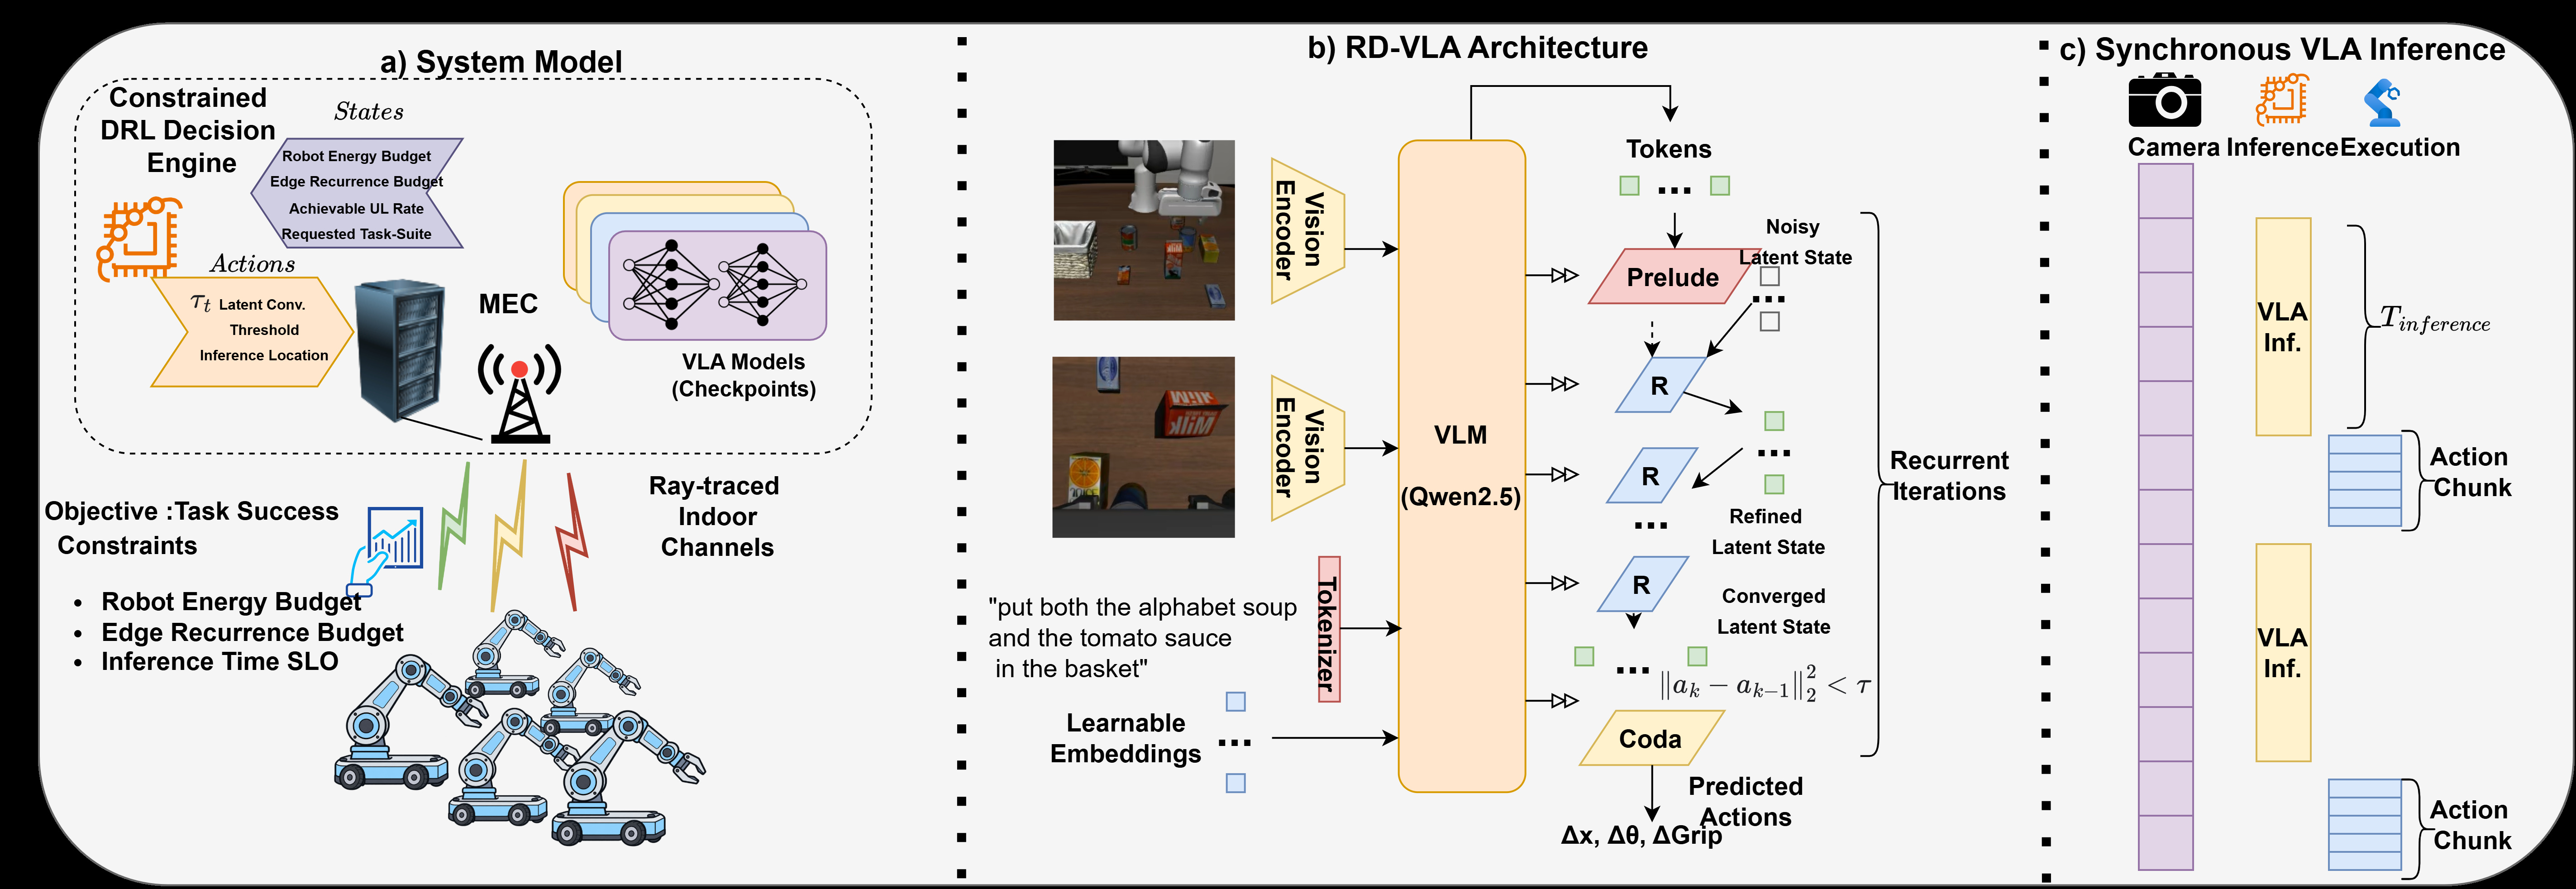 a) System Model
Constrained
DRL Decision
Engine
States
Robot Energy Budget
Edge Recurrence Budget
Achievable UL Rate
Requested Task-Suite
Actions
τt Latent Conv.
Threshold
Inference Location
MEC
VLA Models
(Checkpoints)
Objective :Task Success
Constraints
• Robot Energy Budget
• Edge Recurrence Budget
• Inference Time SLO
Ray-traced
Indoor
Channels
b) RD-VLA Architecture
Vision
Encoder
Vision
Encoder
Milk
Milk
"put both the alphabet soup
and the tomato sauce
in the basket"
Tokenizer
Learnable
Embeddings
...
VLM
(Qwen2.5)
Tokens
...
Prelude
Noisy
Latent State
...
R
...
R
...
Refined
Latent State
R
Converged
Latent State
...
‖a_k − a_{k−1}‖₂² < τ
Coda
Predicted
Actions
Δx, Δθ, ΔGrip
Recurrent
Iterations
c) Synchronous VLA Inference
Camera Inference Execution
VLA
Inf.
T_inference
Action
Chunk
VLA
Inf.
Action
Chunk